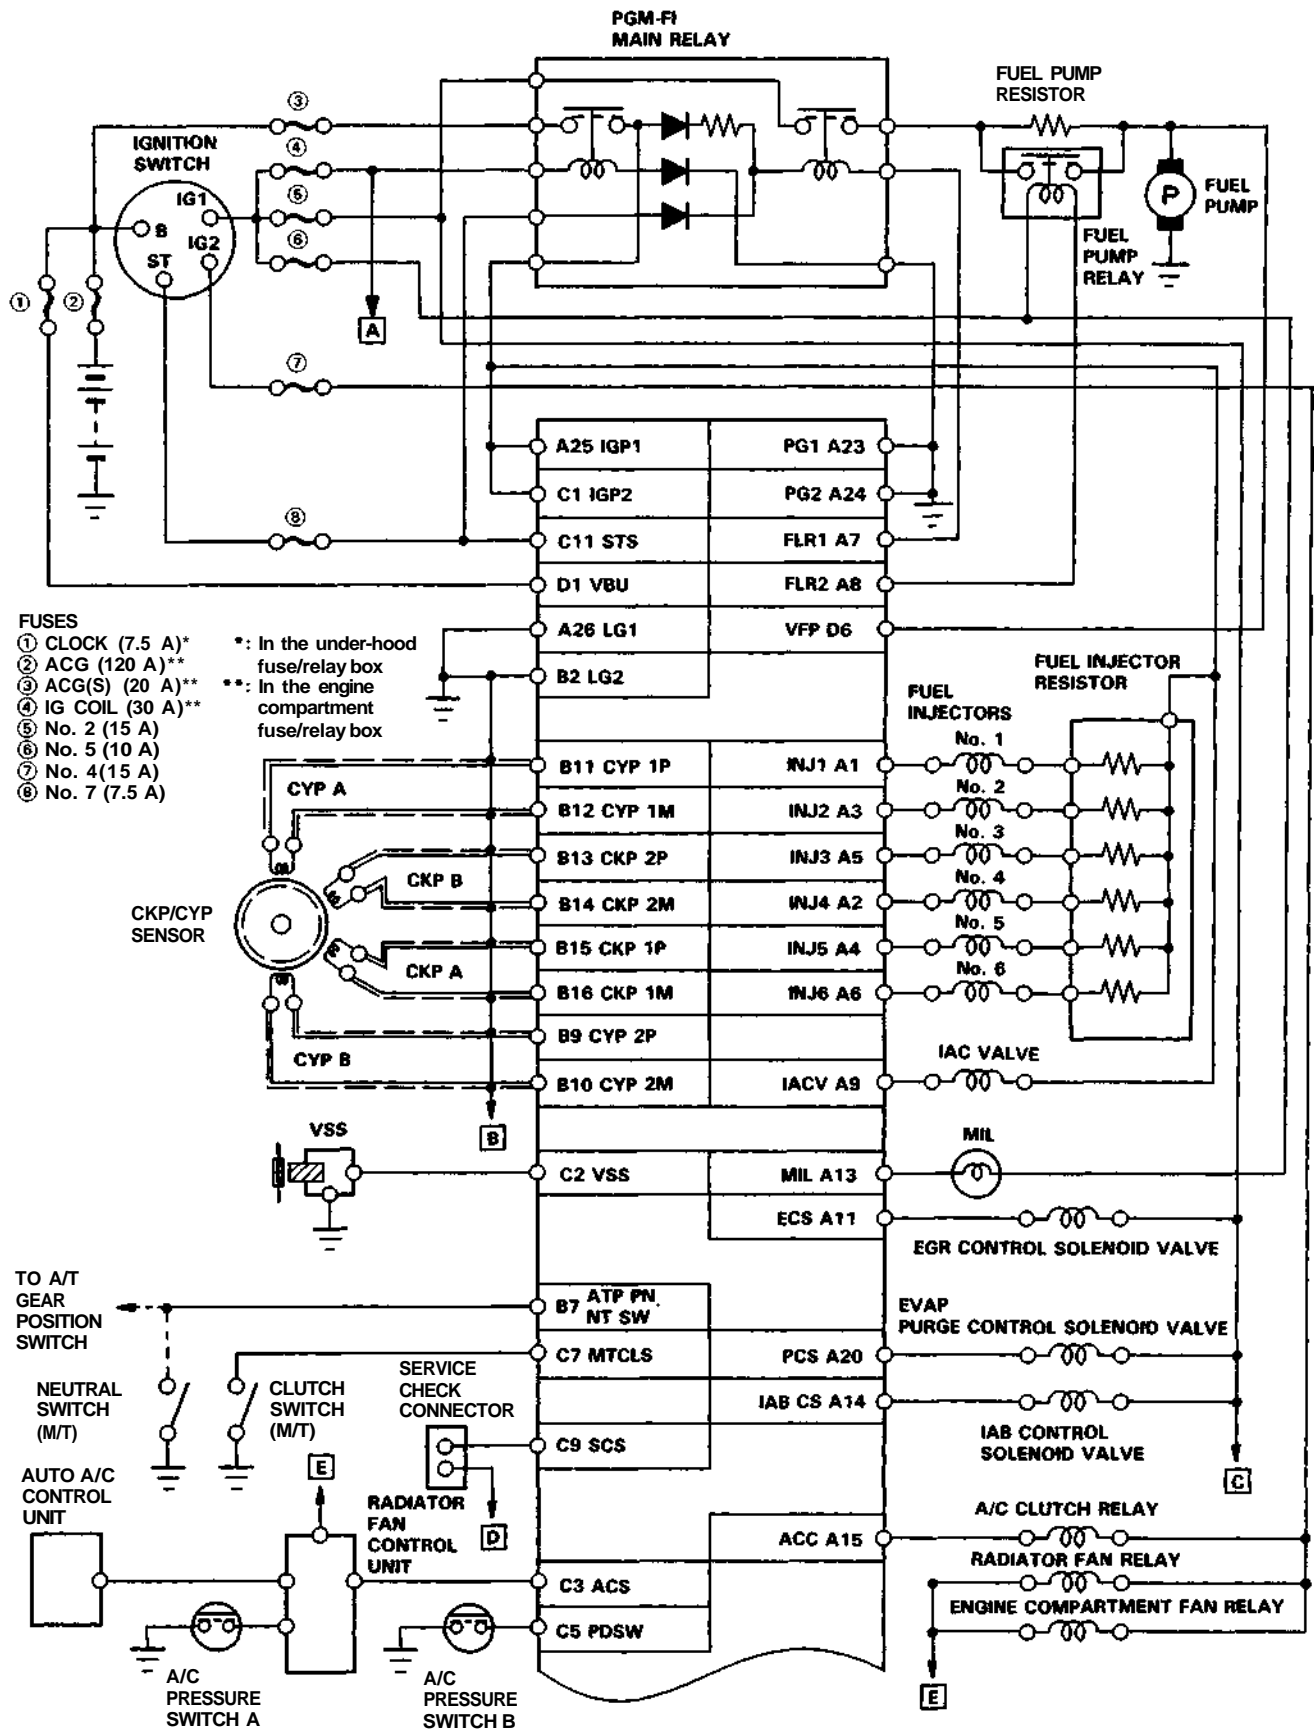 PGM-FI
MAIN RELAY
FUEL PUMP
RESISTOR
③
IGNITION
SWITCH
④
IG1
⑤
B
IG2
⑥
ST
P
FUEL
PUMP
FUEL
PUMP
RELAY
①
②
A
⑦
A25 IGP1
PG1 A23
C1 IGP2
PG2 A24
⑧
C11 STS
FLR1 A7
D1 VBU
FLR2 A8
A26 LG1
VFP D6
B2 LG2
FUSES
① CLOCK (7.5 A)*
② ACG (120 A)**
③ ACG(S) (20 A)**
④ IG COIL (30 A)**
⑤ No. 2 (15 A)
⑥ No. 5 (10 A)
⑦ No. 4(15 A)
⑧ No. 7 (7.5 A)
*: In the under-hood
fuse/relay box
**: In the engine
compartment
fuse/relay box
FUEL INJECTOR
RESISTOR
FUEL
INJECTORS
No. 1
B11 CYP 1P
INJ1 A1
CYP A
No. 2
B12 CYP 1M
INJ2 A3
No. 3
B13 CKP 2P
INJ3 A5
CKP B
No. 4
B14 CKP 2M
INJ4 A2
CKP/CYP
SENSOR
No. 5
B15 CKP 1P
INJ5 A4
CKP A
No. 6
B16 CKP 1M
INJ6 A6
B9 CYP 2P
CYP B
IAC VALVE
B10 CYP 2M
IACV A9
B
VSS
MIL
C2 VSS
MIL A13
ECS A11
EGR CONTROL SOLENOID VALVE
TO A/T
GEAR
POSITION
SWITCH
B7 ATP PN
NT SW
EVAP
PURGE CONTROL SOLENOID VALVE
C7 MTCLS
PCS A20
NEUTRAL
SWITCH
(M/T)
CLUTCH
SWITCH
(M/T)
SERVICE
CHECK
CONNECTOR
IAB CS A14
IAB CONTROL
SOLENOID VALVE
C9 SCS
C
E
D
AUTO A/C
CONTROL
UNIT
RADIATOR
FAN
CONTROL
UNIT
A/C CLUTCH RELAY
ACC A15
RADIATOR FAN RELAY
C3 ACS
ENGINE COMPARTMENT FAN RELAY
C5 PDSW
A/C
PRESSURE
SWITCH A
A/C
PRESSURE
SWITCH B
E